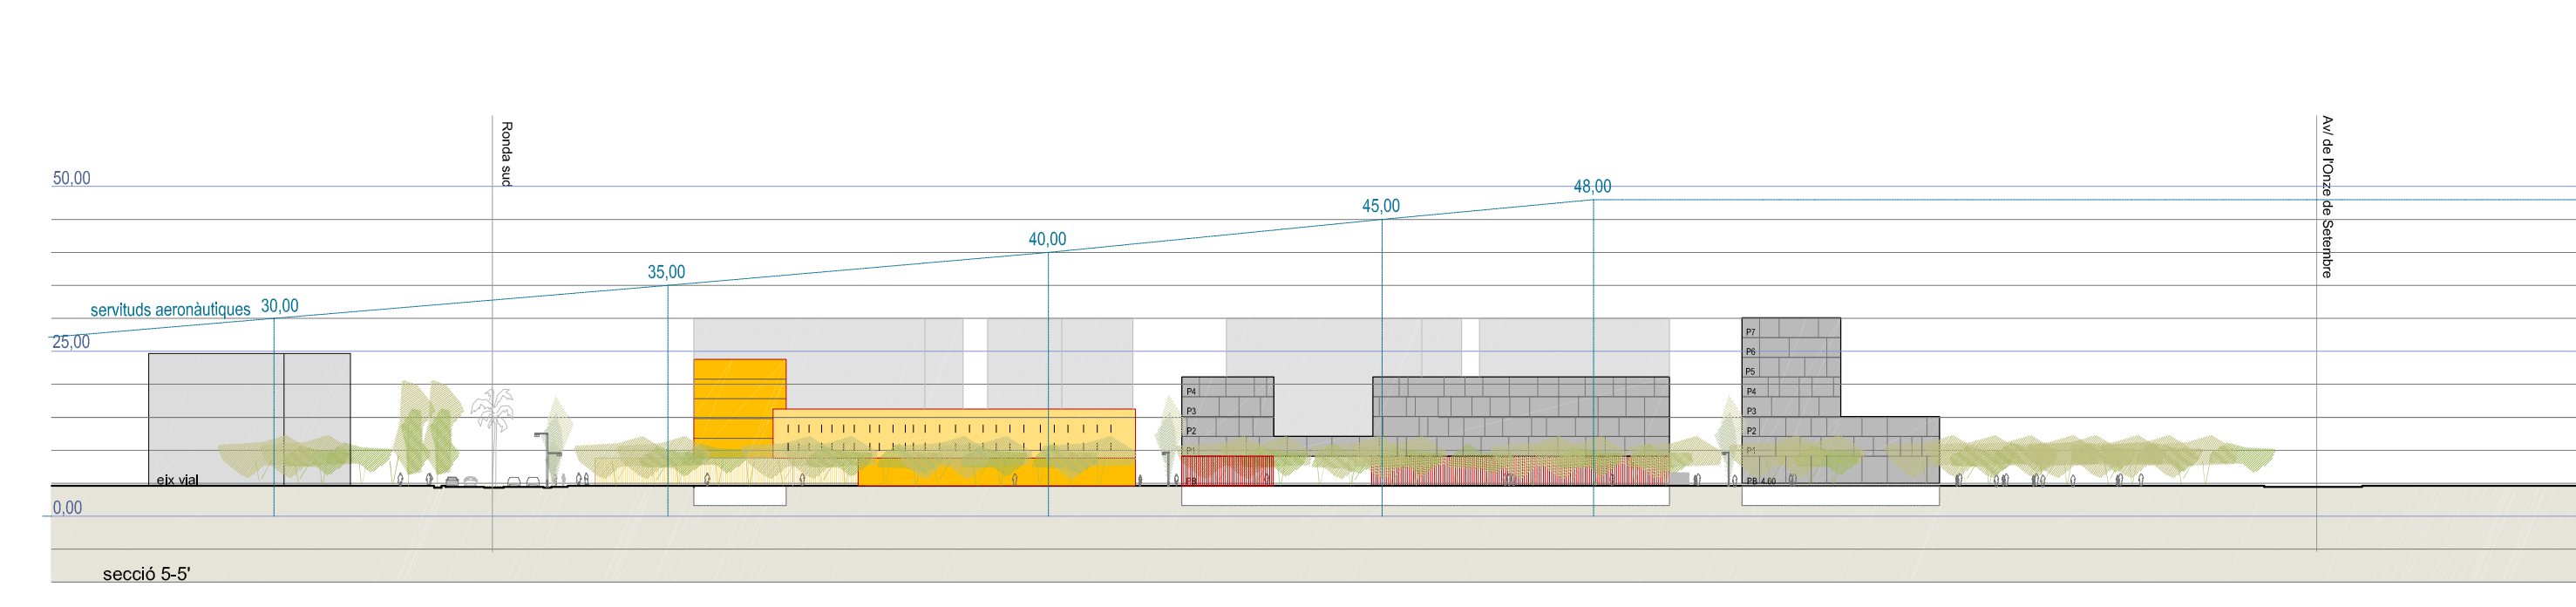 Ronda sud
Av/ de l'Onze de Setembre
50,00
48,00
45,00
40,00
35,00
servituds aeronàutiques 30,00
25,00
P7
P6
P5
P4
P4
P3
P3
P2
P2
P1
P1
eix vial
PB
PB 4.60
0,00
secció 5-5'